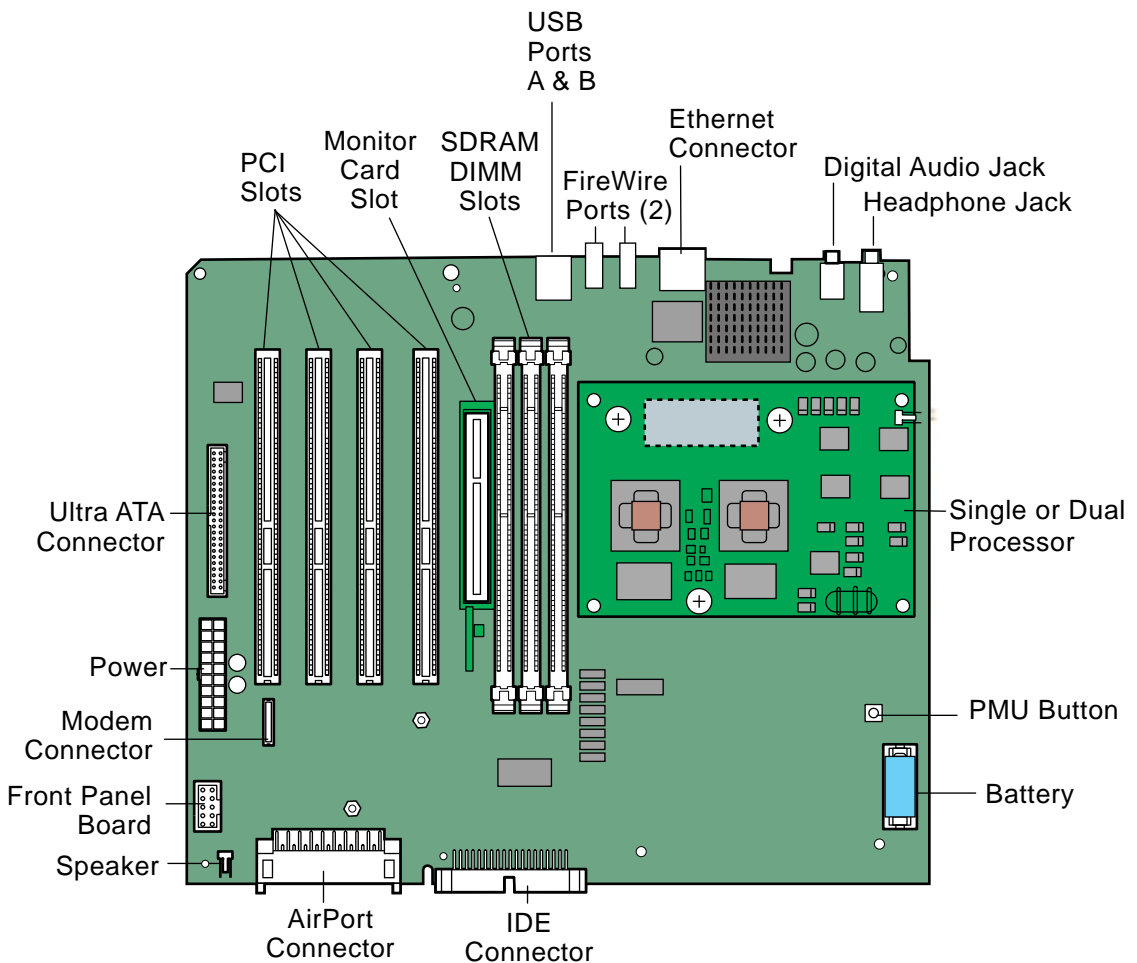 USB
Ports
A & B
Ethernet
Connector
Monitor
Card
Slot
SDRAM
DIMM
Slots
PCI
Slots
FireWire
Ports (2)
Digital Audio Jack
Headphone Jack
Ultra ATA
Connector
Single or Dual
Processor
Power
Modem
Connector
PMU Button
Front Panel
Board
Battery
Speaker
AirPort
Connector
IDE
Connector